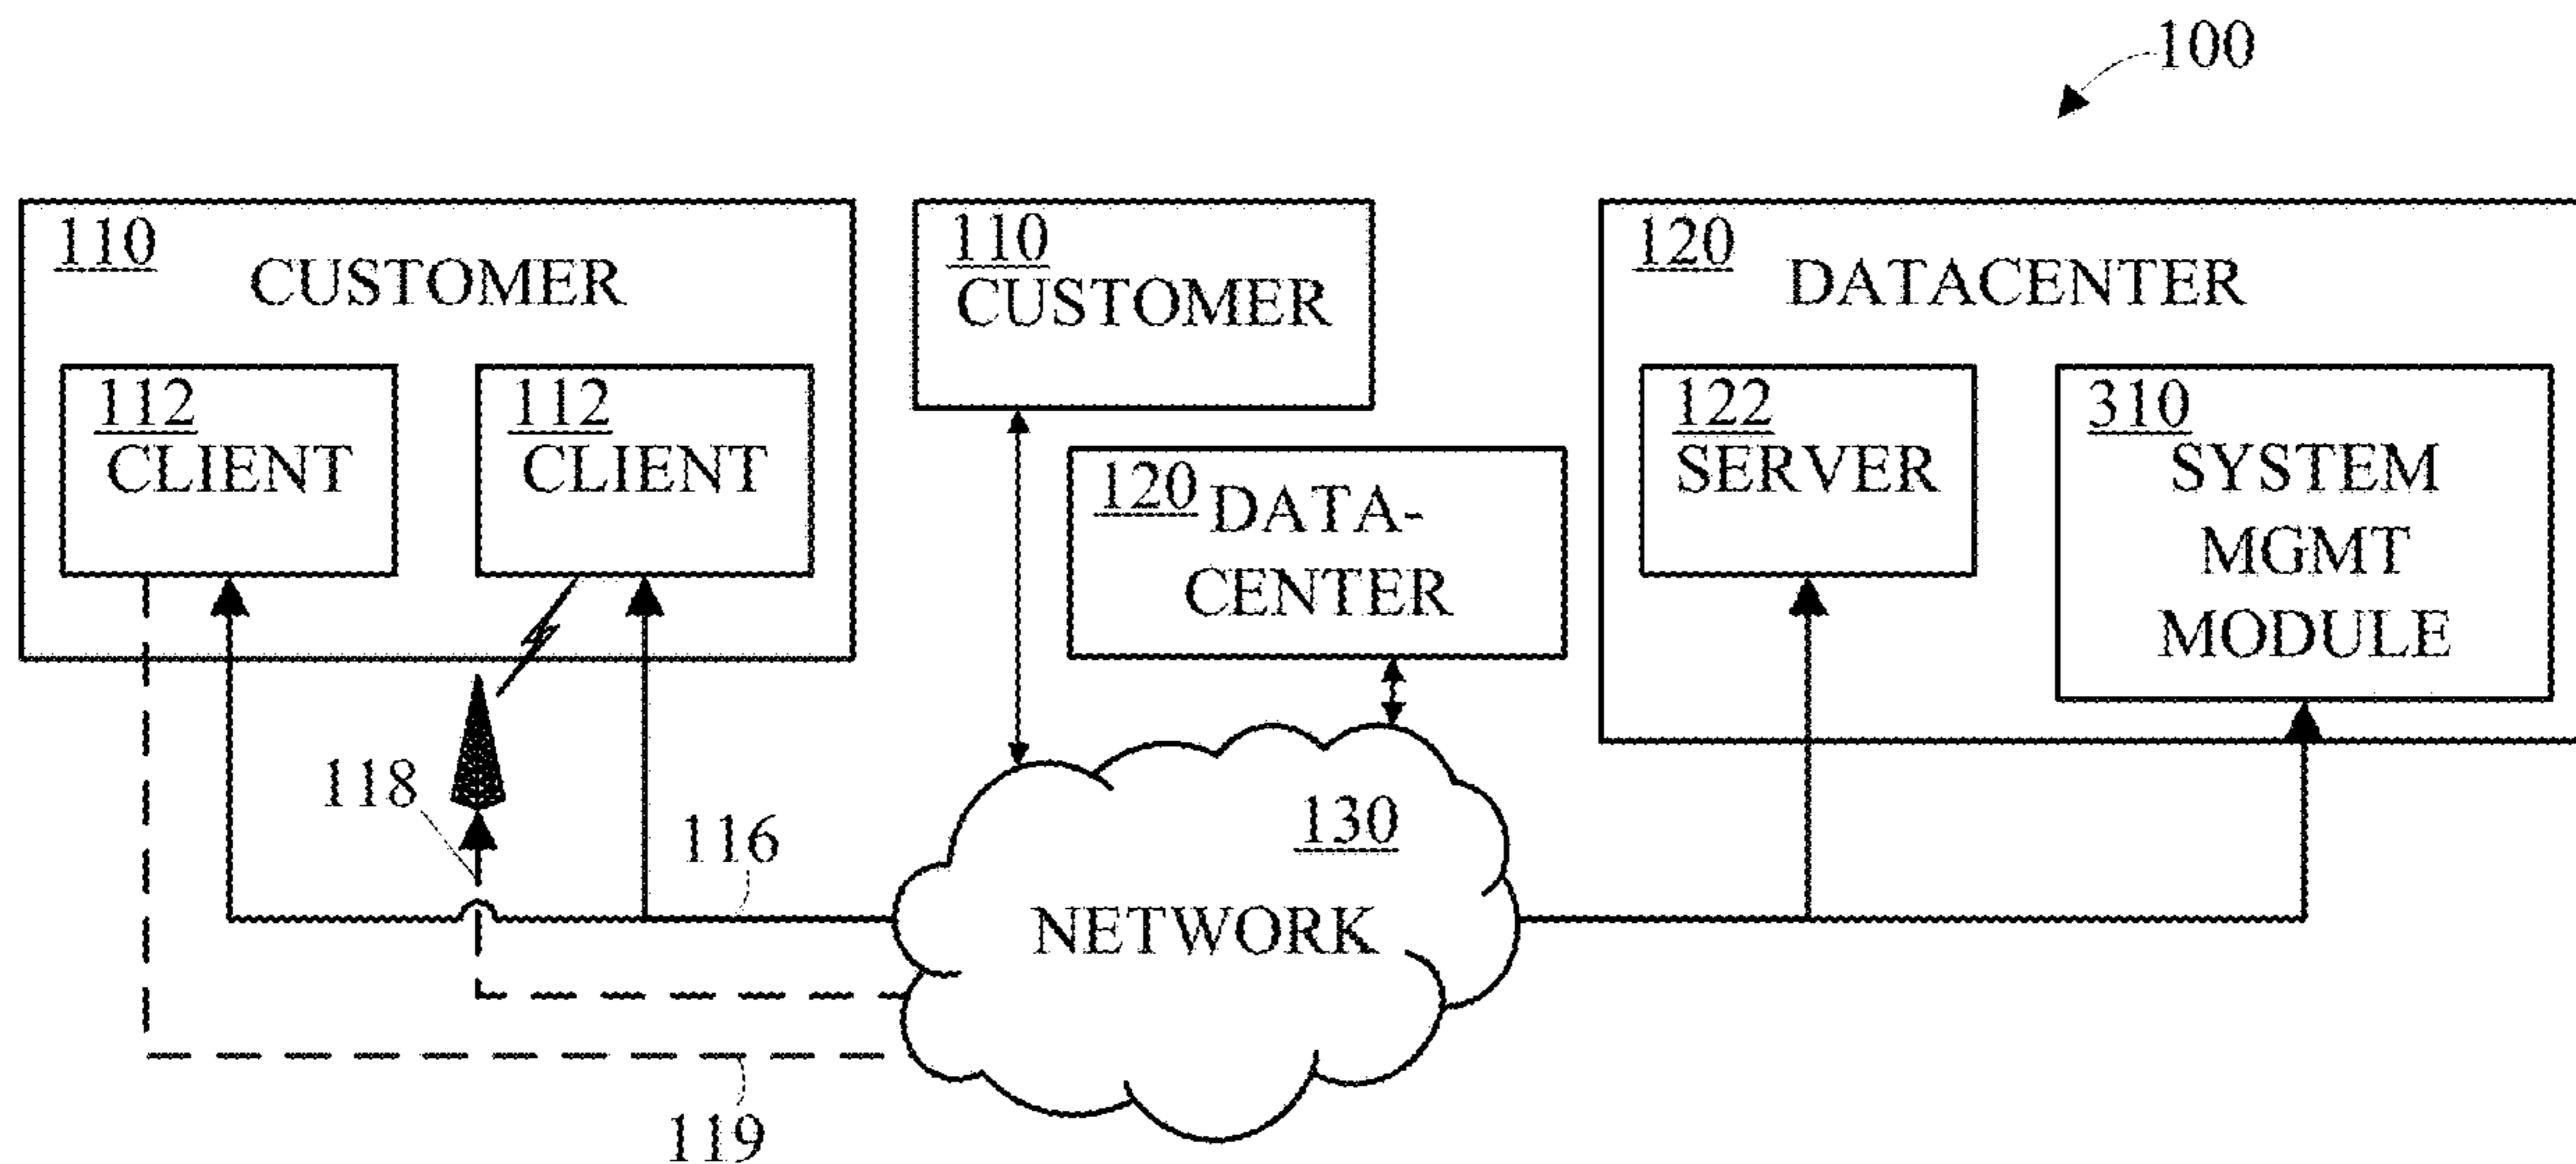 100
110
CUSTOMER
112
CLIENT
112
CLIENT
110
CUSTOMER
120 DATA-
CENTER
120
DATACENTER
122
SERVER
310
SYSTEM
MGMT
MODULE
118
116
130
NETWORK
119